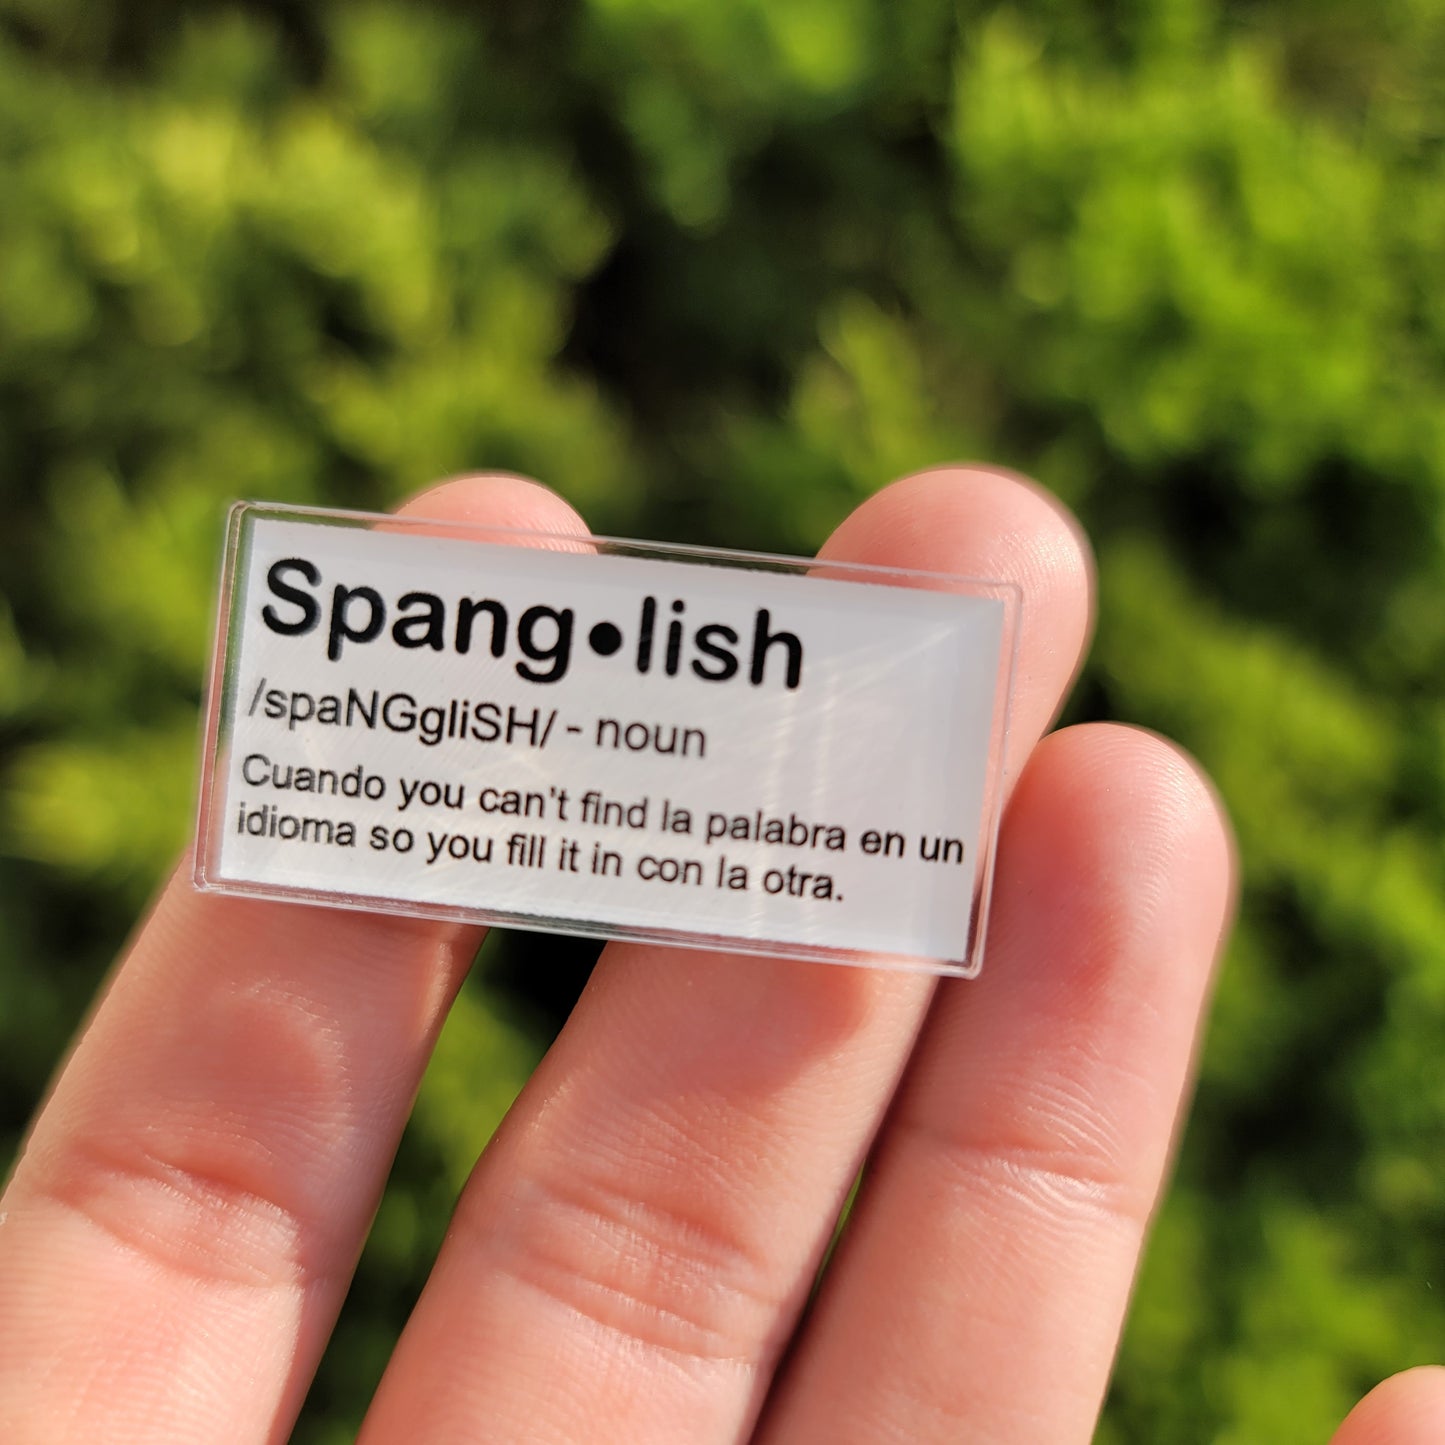 Spang•lish
/spaNGgliSH/ - noun
Cuando you can't find la palabra en un
idioma so you fill it in con la otra.